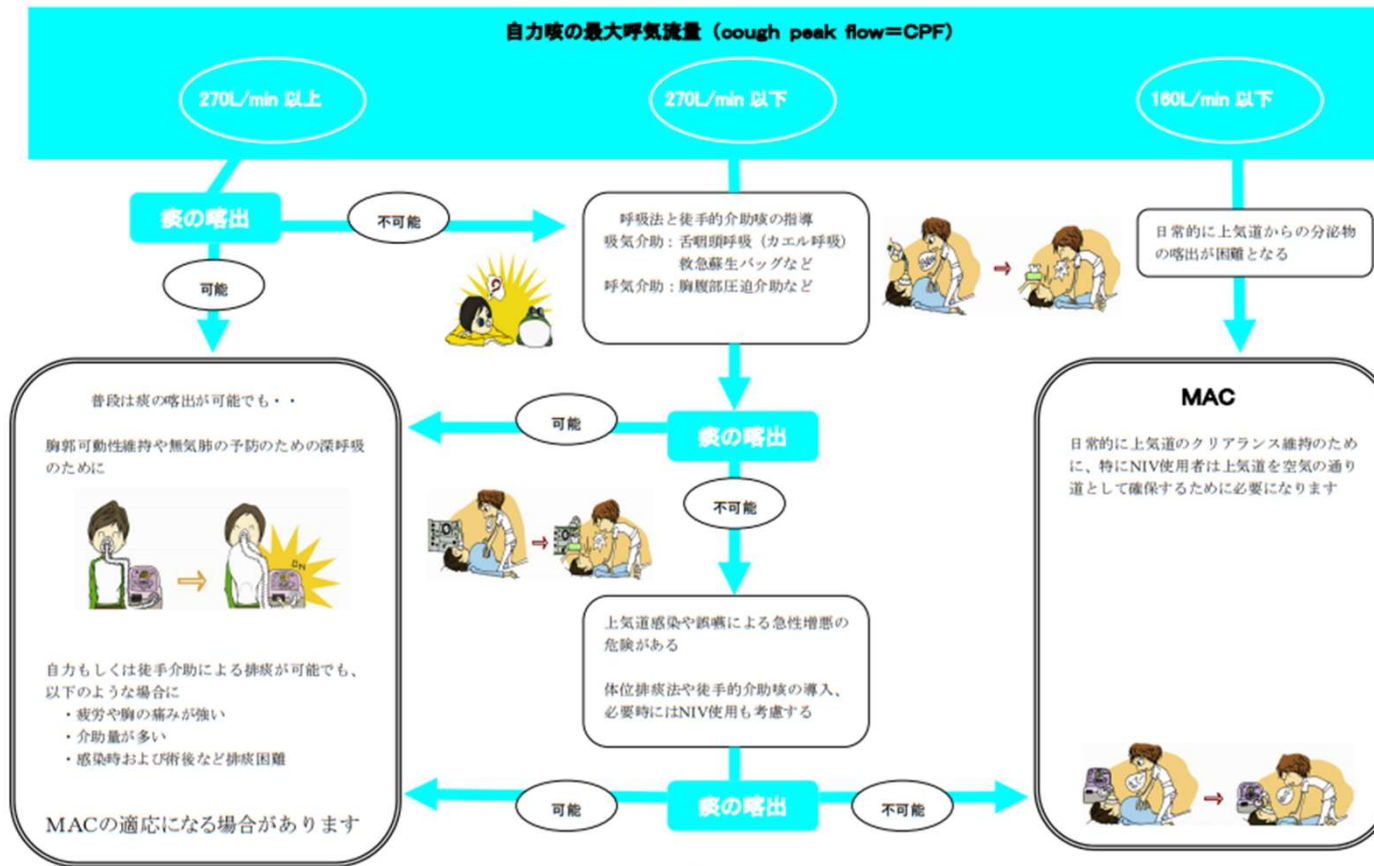 自力咳の最大呼気流量（cough peak flow＝CPF）
270L/min 以上
270L/min 以下
160L/min 以下
痰の喀出
不可能
可能
呼吸法と徒手的介助咳の指導
吸気介助：舌咽頭呼吸（カエル呼吸）
救急蘇生バッグなど
呼気介助：胸腹部圧迫介助など
日常的に上気道からの分泌物
の喀出が困難となる
普段は痰の喀出が可能でも・・
胸郭可動性維持や無気肺の予防のための深呼吸
のために
自力もしくは徒手介助による排痰が可能でも、
以下のような場合に
・疲労や胸の痛みが強い
・介助量が多い
・感染時および術後など排痰困難
MACの適応になる場合があります
可能
痰の喀出
不可能
上気道感染や誤嚥による急性増悪の
危険がある
体位排痰法や徒手的介助咳の導入、
必要時にはNIV使用も考慮する
可能
痰の喀出
不可能
MAC
日常的に上気道のクリアランス維持のため
に、特にNIV使用者は上気道を空気の通り
道として確保するために必要になります